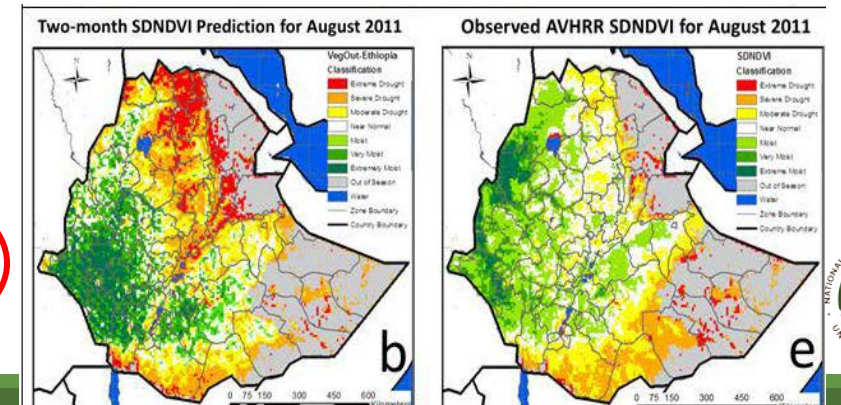 Two-month SDNDVI Prediction for August 2011
N
VegOut-Ethiopia
Classification
Extreme Drought
Severe Drought
Moderate Drought
Near Normal
Moist
Very Moist
Extremely Moist
Out of Season
Water
Zone Boundary
Country Boundary
b
0 75 150 300 450 600
Kilometers
Observed AVHRR SDNDVI for August 2011
N
SDNDVI
Classification
Extreme Drought
Severe Drought
Moderate Drought
Near Normal
Moist
Very Moist
Extreme Moist
Out of Season
Water
Zone Boundary
Country Boundary
e
0 75 150 300 450 600
Kilometers